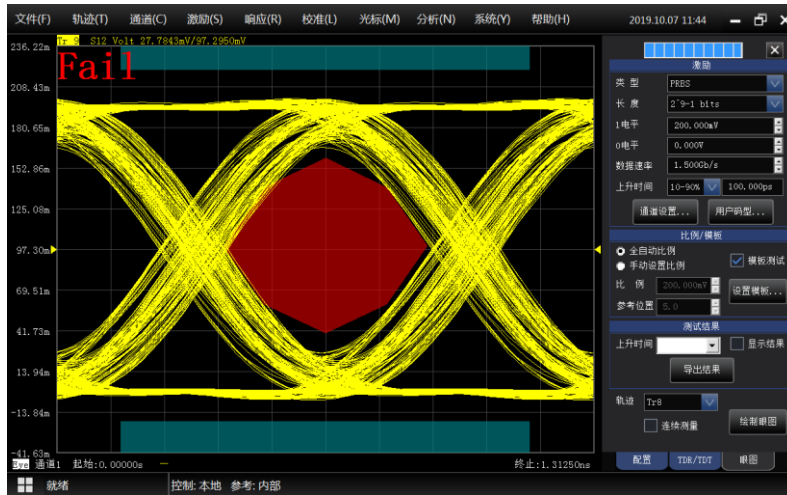 文件(F) 轨迹(T) 通道(C) 激励(S) 响应(R) 校准(L) 光标(M) 分析(N) 系统(Y) 帮助(H) 2019.10.07 11:44
Tr 8 S12 Volt 27.7843mV/97.2950mV
Fail
236.22m
208.43m
180.65m
152.86m
125.08m
97.30m
69.51m
41.73m
13.94m
-13.84m
-41.63m
Eye 通道1 起始:0.00000s 终止:1.31250ns
就绪 控制: 本地 参考: 内部
激励
类 型 PRBS
长 度 2^9-1 bits
1电平 200.000mV
0电平 0.000V
数据速率 1.500Gb/s
上升时间 10-90% 100.000ps
通道设置... 用户码型...
比例/模板
全自动比例
手动设置比例
模板测试
比 例 200.000mV
设置模板...
参考位置 5.0
测试结果
上升时间 显示结果
导出结果
轨迹 Tr8
连续测量
绘制眼图
配置 TDR/TDT 眼图